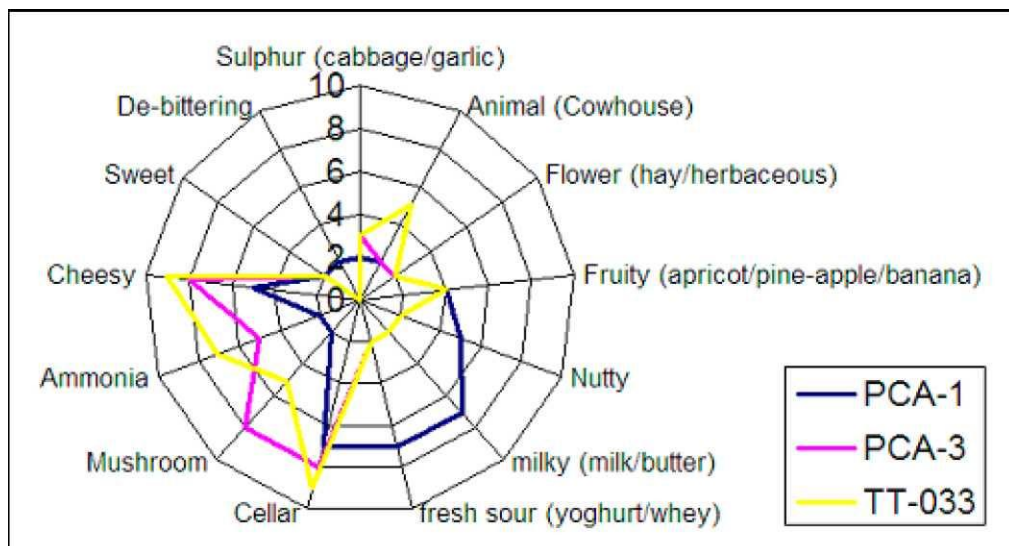 Sulphur (cabbage/garlic)
10
De-bittering
Animal (Cowhouse)
8
Sweet
6
Flower (hay/herbaceous)
4
2
Cheesy
0
Fruity (apricot/pine-apple/banana)
Ammonia
Nutty
PCA-1
Mushroom
milky (milk/butter)
PCA-3
Cellar
fresh sour (yoghurt/whey)
TT-033